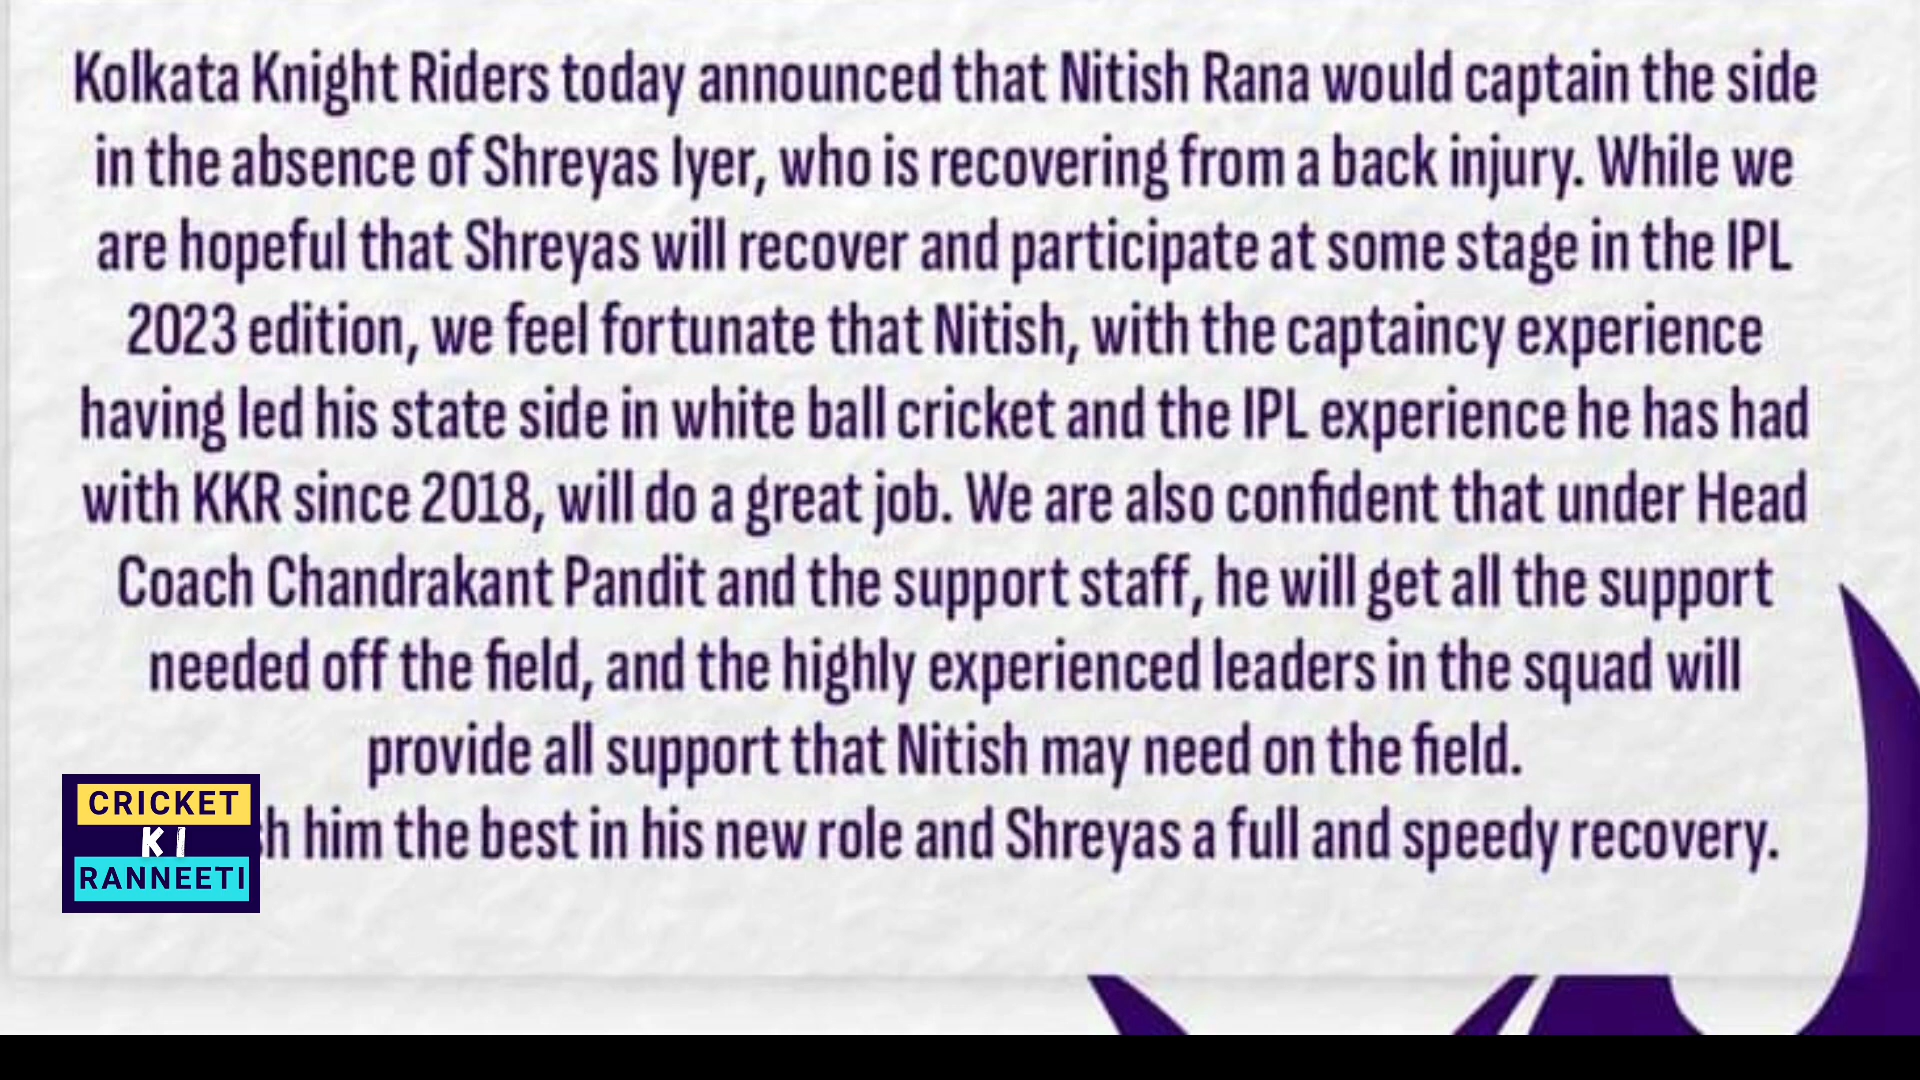 Kolkata Knight Riders today announced that Nitish Rana would captain the side
in the absence of Shreyas Iyer, who is recovering from a back injury. While we
are hopeful that Shreyas will recover and participate at some stage in the IPL
2023 edition, we feel fortunate that Nitish, with the captaincy experience
having led his state side in white ball cricket and the IPL experience he has had
with KKR since 2018, will do a great job. We are also confident that under Head
Coach Chandrakant Pandit and the support staff, he will get all the support
needed off the field, and the highly experienced leaders in the squad will
provide all support that Nitish may need on the field.
him the best in his new role and Shreyas a full and speedy recovery.
CRICKET
KI
RANNEETI